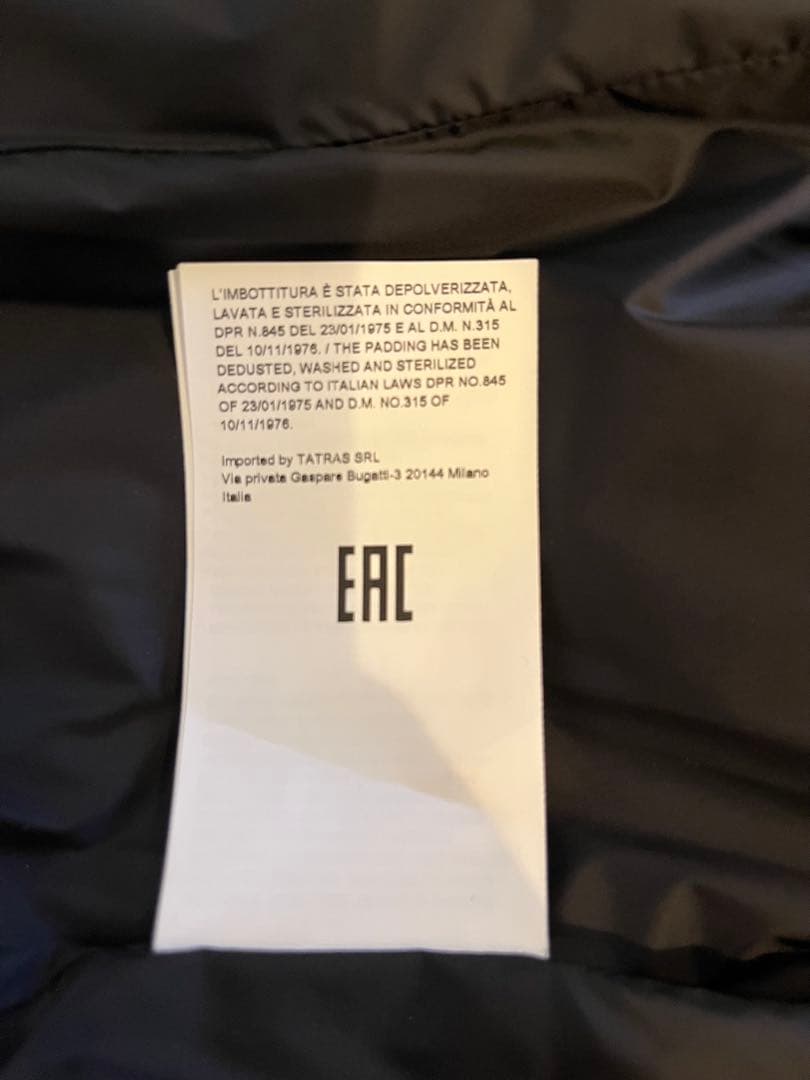 L'IMBOTTITURA È STATA DEPOLVERIZZATA,
LAVATA E STERILIZZATA IN CONFORMITÀ AL
DPR N.845 DEL 23/01/1975 E AL D.M. N.315
DEL 10/11/1976. / THE PADDING HAS BEEN
DEDUSTED, WASHED AND STERILIZED
ACCORDING TO ITALIAN LAWS DPR NO.845
OF 23/01/1975 AND D.M. NO.315 OF
10/11/1976.
Imported by TATRAS SRL
Via privata Gaspare Bugatti-3 20144 Milano
Italia
EAC